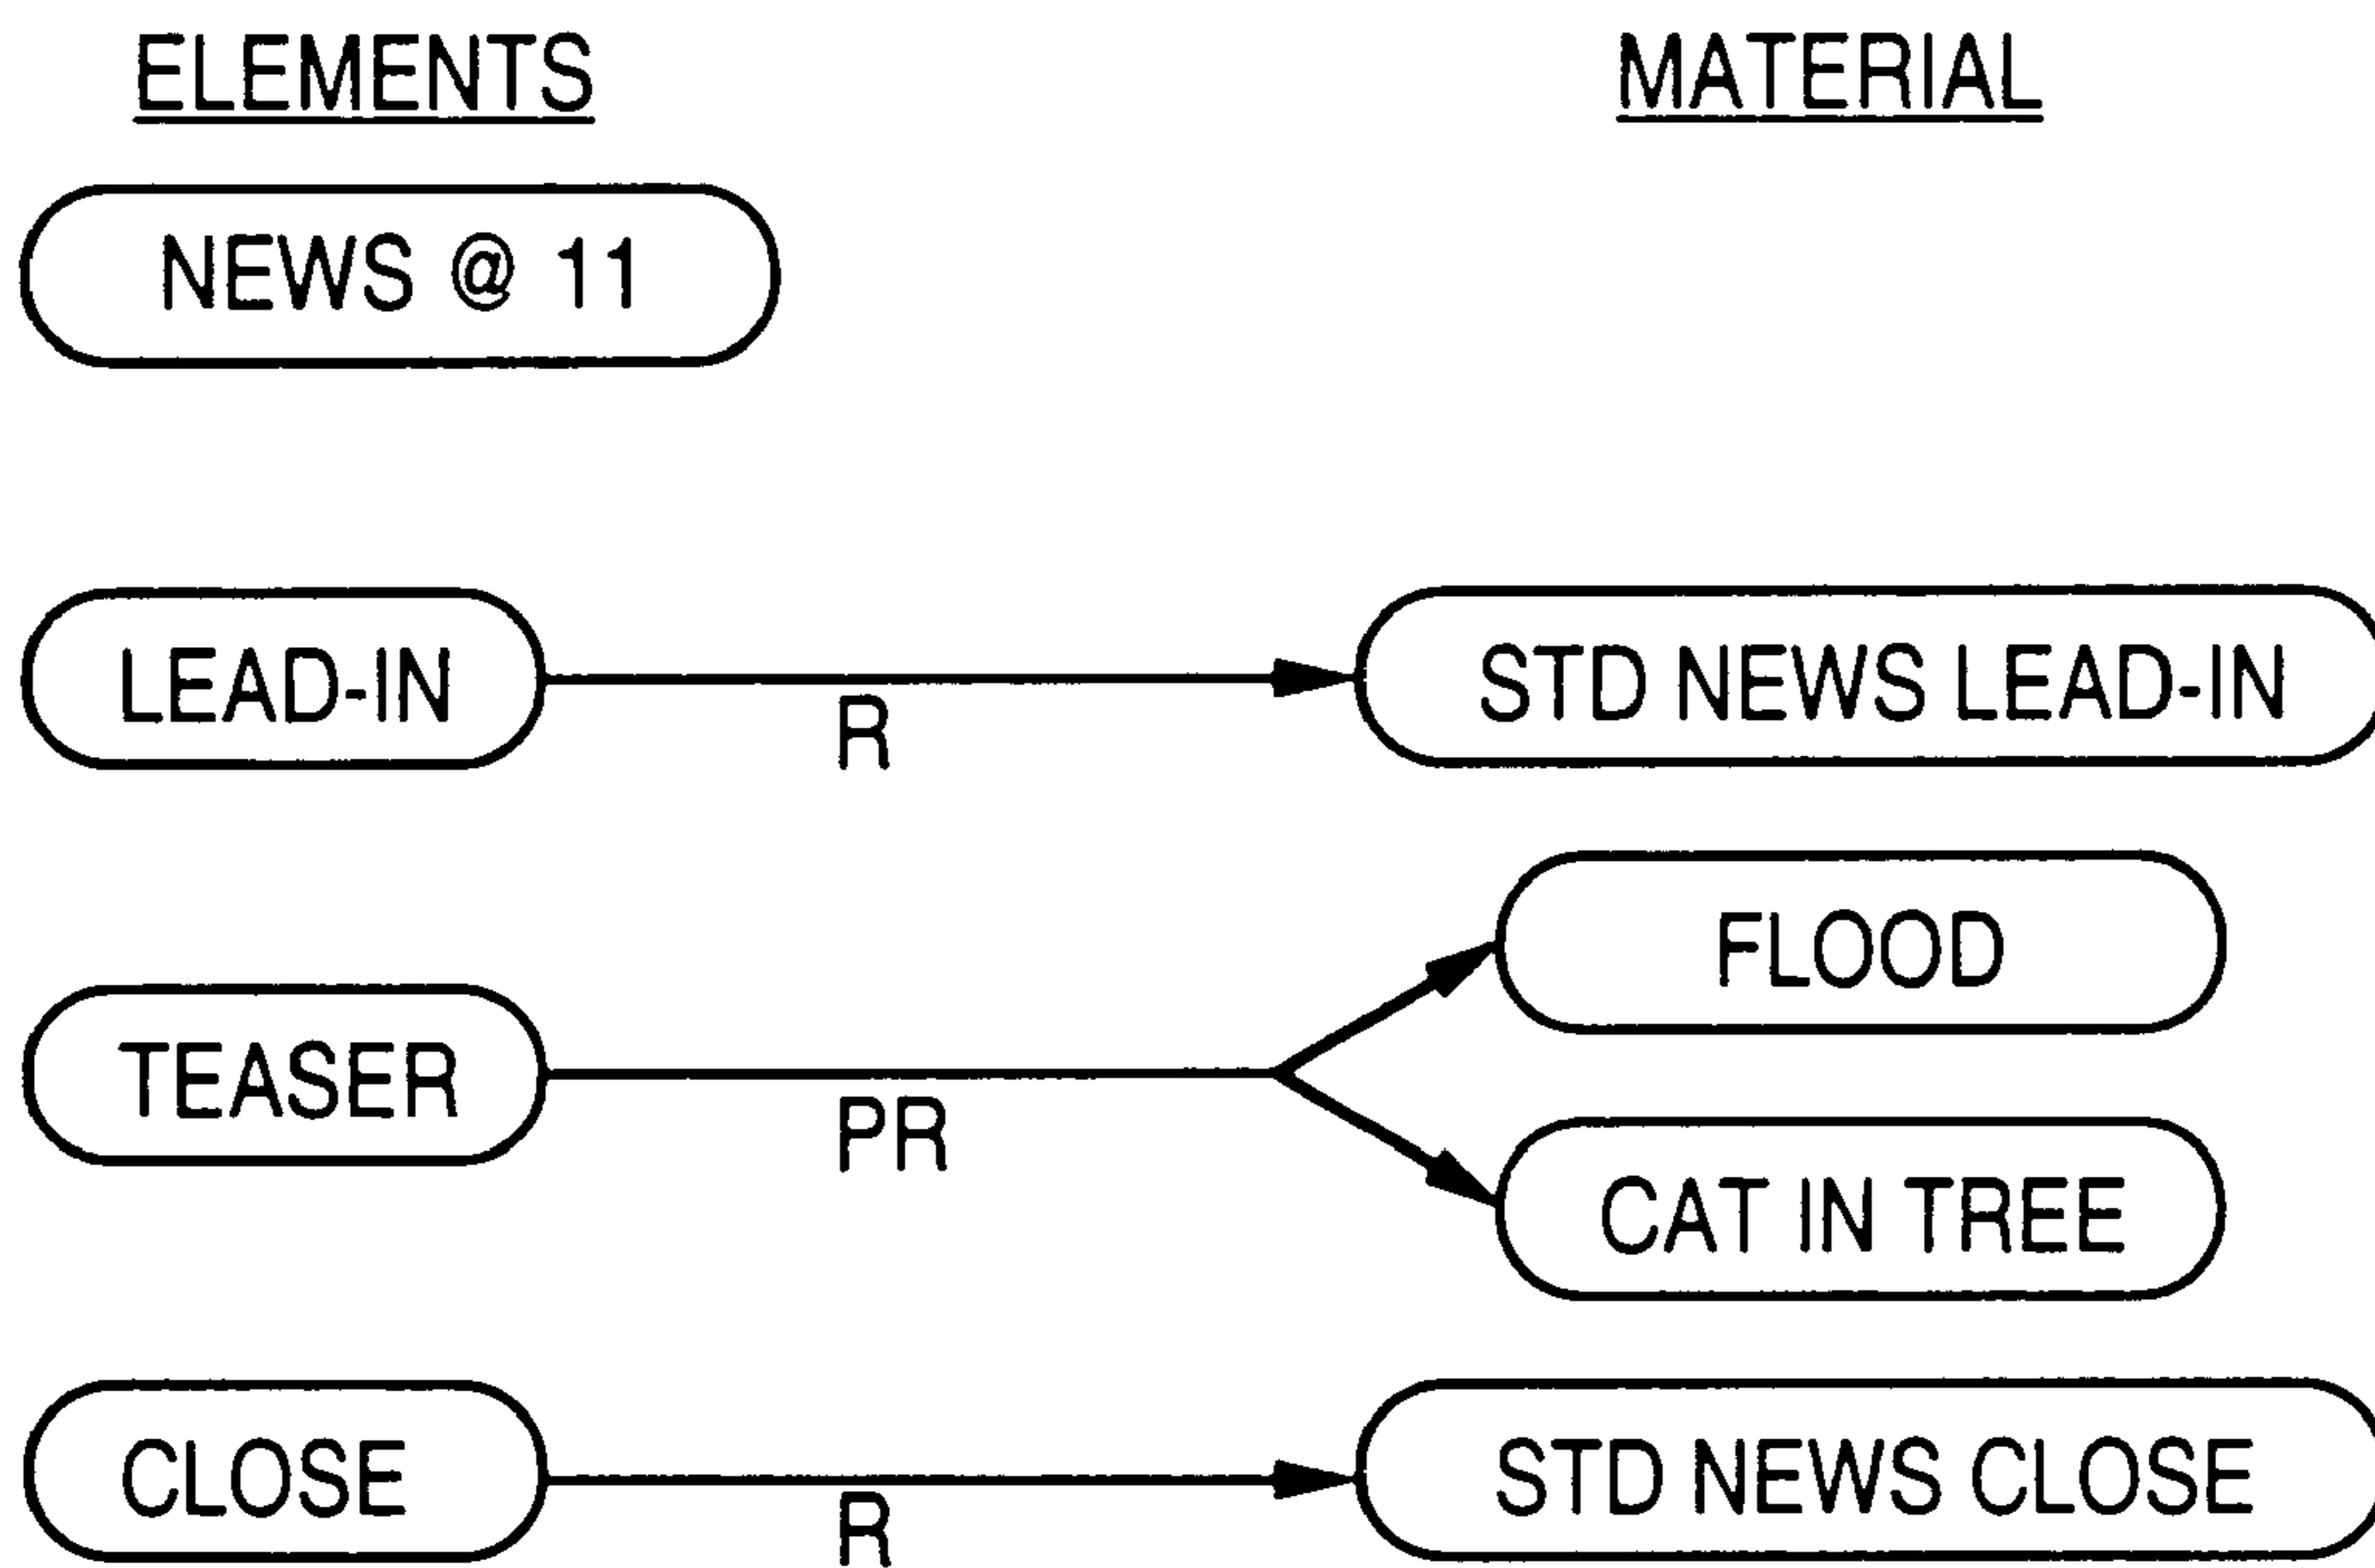 ELEMENTS
MATERIAL
NEWS @ 11
LEAD-IN
R
STD NEWS LEAD-IN
FLOOD
TEASER
PR
CAT IN TREE
CLOSE
R
STD NEWS CLOSE